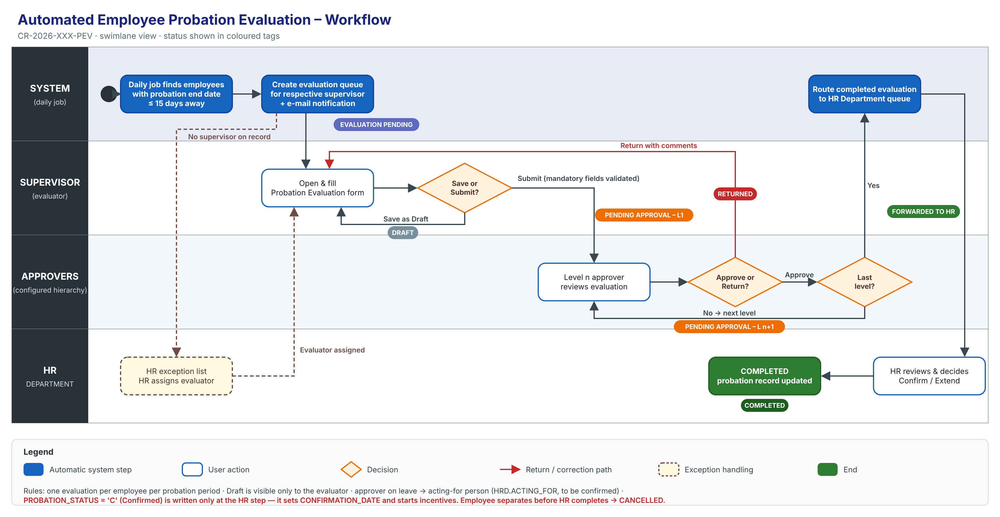 Automated Employee Probation Evaluation – Workflow
CR-2026-XXX-PEV · swimlane view · status shown in coloured tags
SYSTEM
(daily job)
Daily job finds employees
with probation end date
≤ 15 days away
Create evaluation queue
for respective supervisor
+ e-mail notification
Route completed evaluation
to HR Department queue
EVALUATION PENDING
No supervisor on record
Return with comments
SUPERVISOR
(evaluator)
Open & fill
Probation Evaluation form
Save or
Submit?
Submit (mandatory fields validated)
RETURNED
Yes
PENDING APPROVAL – L1
FORWARDED TO HR
Save as Draft
DRAFT
APPROVERS
(configured hierarchy)
Level n approver
reviews evaluation
Approve or
Return?
Approve
Last
level?
No → next level
PENDING APPROVAL – L n+1
HR
DEPARTMENT
Evaluator assigned
HR exception list
HR assigns evaluator
COMPLETED
probation record updated
HR reviews & decides
Confirm / Extend
COMPLETED
Legend
Automatic system step
User action
Decision
Return / correction path
Exception handling
End
Rules: one evaluation per employee per probation period · Draft is visible only to the evaluator · approver on leave → acting-for person (HRD.ACTING_FOR, to be confirmed) ·
PROBATION_STATUS = 'C' (Confirmed) is written only at the HR step — it sets CONFIRMATION_DATE and starts incentives. Employee separates before HR completes → CANCELLED.